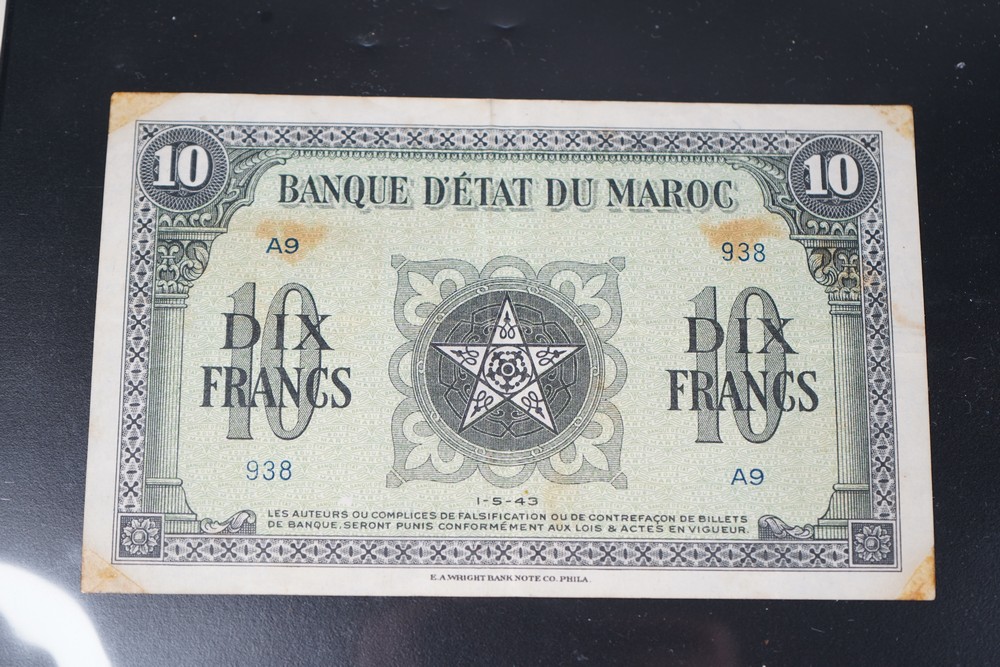 10 10
BANQUE D'ÉTAT DU MAROC
A9 938
10 10
DIX DIX
FRANCS FRANCS
938 A9
1-5-43
LES AUTEURS OU COMPLICES DE FALSIFICATION OU DE CONTREFAÇON DE BILLETS
DE BANQUE, SERONT PUNIS CONFORMÉMENT AUX LOIS & ACTES EN VIGUEUR.
E.A.WRIGHT BANK NOTE CO. PHILA.